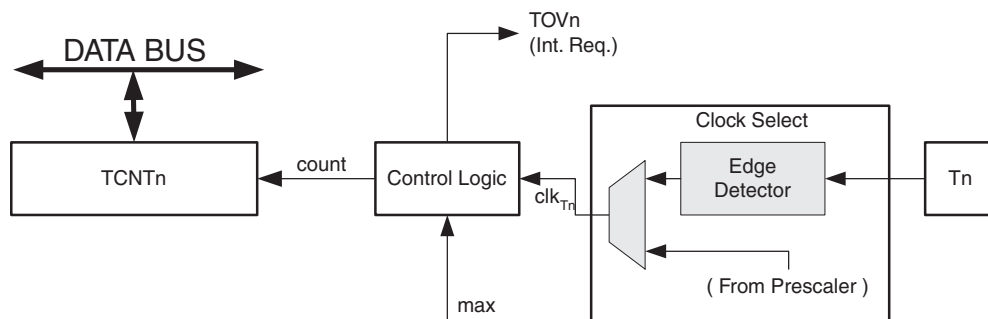 TOVn
(Int. Req.)
DATA BUS
Clock Select
TCNTn
count
Control Logic
clkTn
Edge
Detector
Tn
( From Prescaler )
max